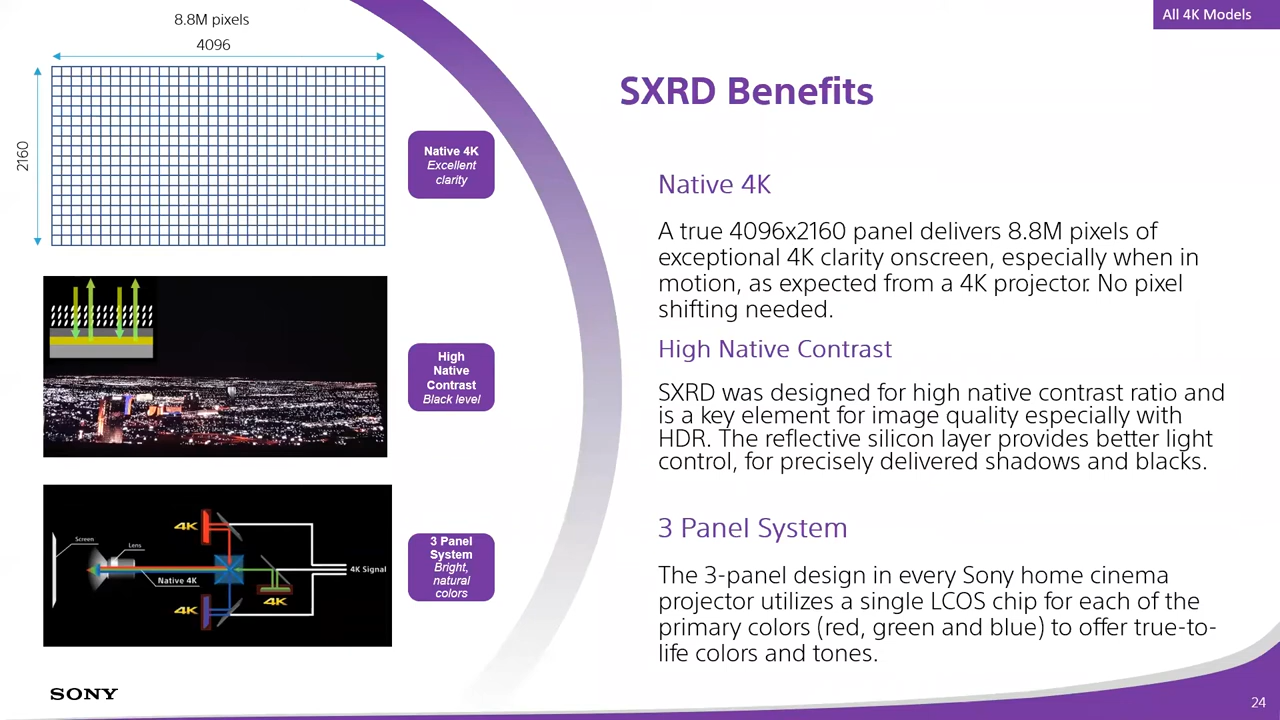 All 4K Models
8.8M pixels
4096
2160
SXRD Benefits
Native 4K
Excellent
clarity
Native 4K
A true 4096x2160 panel delivers 8.8M pixels of
exceptional 4K clarity onscreen, especially when in
motion, as expected from a 4K projector. No pixel
shifting needed.
High
Native
Contrast
Black level
High Native Contrast
SXRD was designed for high native contrast ratio and
is a key element for image quality especially with
HDR. The reflective silicon layer provides better light
control, for precisely delivered shadows and blacks.
Screen
Lens
4K
Native 4K
4K
4K
4K Signal
3 Panel
System
Bright,
natural
colors
3 Panel System
The 3-panel design in every Sony home cinema
projector utilizes a single LCOS chip for each of the
primary colors (red, green and blue) to offer true-to-
life colors and tones.
SONY
24